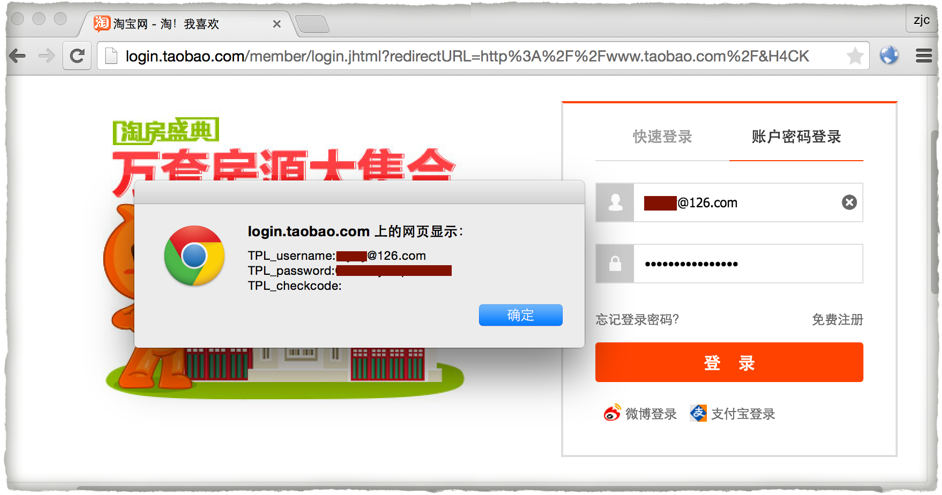 淘宝网 - 淘！我喜欢
zjc
login.taobao.com/member/login.jhtml?redirectURL=http%3A%2F%2Fwww.taobao.com%2F&H4CK
淘房盛典
万套房源大集合
快速登录
账户密码登录
@126.com
忘记登录密码?
免费注册
登 录
微博登录
支付宝登录
login.taobao.com 上的网页显示:
TPL_username:@126.com
TPL_password:
TPL_checkcode:
确定